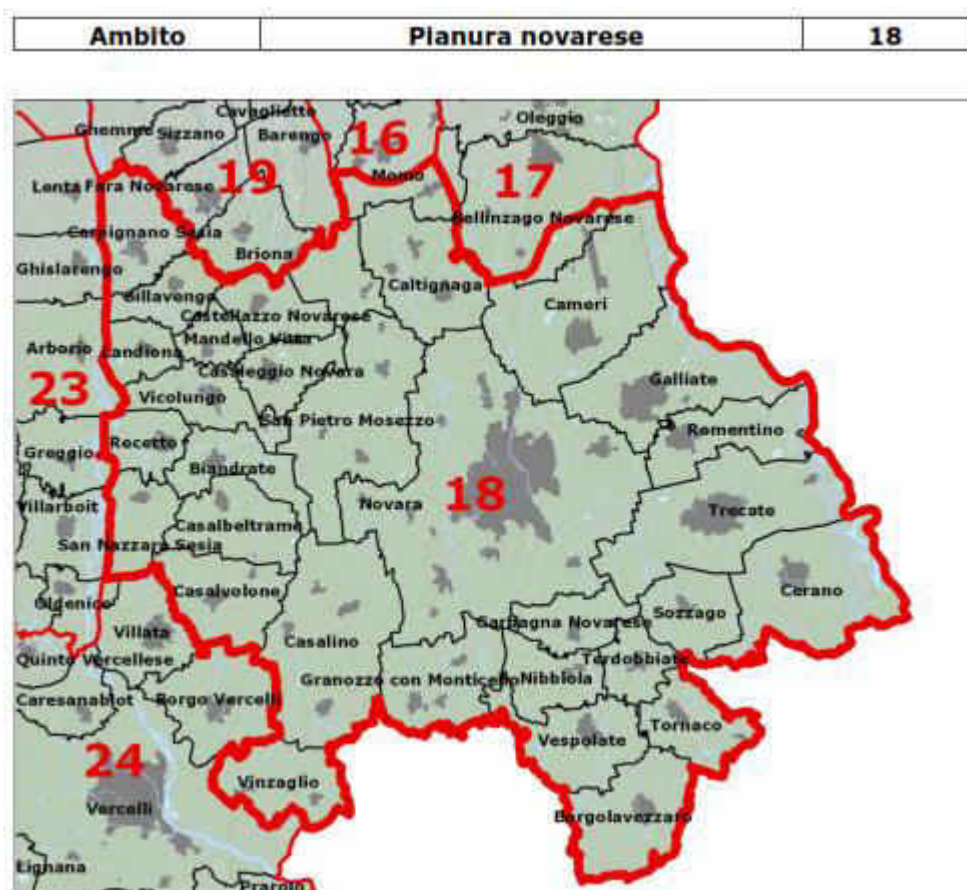 Ambito Pianura novarese 18
Cavaglietto
Oleggio
Ghemme Sizzano Barengo 16
Momo
19 17
Lenta Fara Novarese
Bellinzago Novarese
Carpignano Sesia
Briona
Ghislarengo
Caltignaga
Sillavengo
Cameri
Castellazzo Novarese
Mandello Vitta
Arborio Landiona
Casaleggio Novara
Galliate
23
Vicolungo
San Pietro Mosezzo
Romentino
Recetto
Greggio
Biandrate
18
Villarboit
Novara
Trecate
Casalbeltrame
San Nazzaro Sesia
Casalvolone
Cerano
Oldenico
Sozzago
Garbagna Novarese
Villata
Casalino
Quinto Vercellese
Terdobbiate
Granozzo con Monticello
Nibbiola
Caresanablot
Borgo Vercelli
Tornaco
Vespolate
24
Vinzaglio
Vercelli
Borgolavezzaro
Lignana
Prarolo